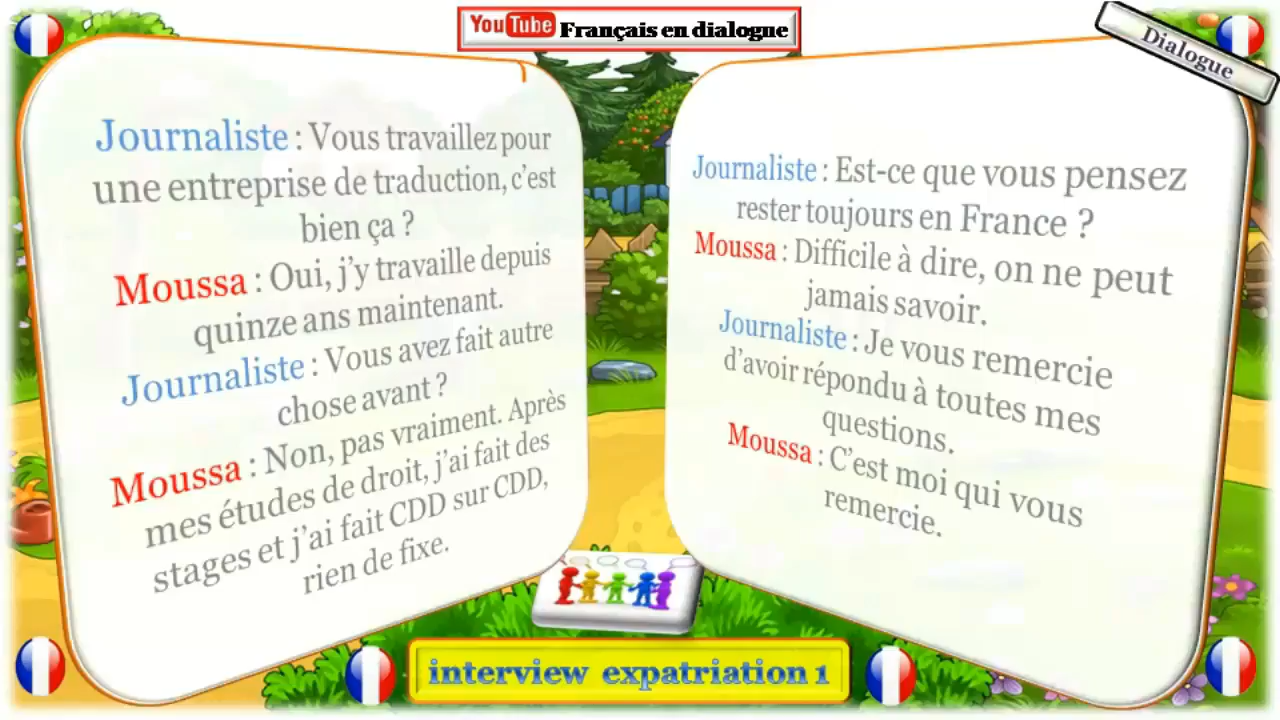 YouTube Français en dialogue
Dialogue
Journaliste : Vous travaillez pour
une entreprise de traduction, c'est
bien ça ?
Moussa : Oui, j'y travaille depuis
quinze ans maintenant.
Journaliste : Vous avez fait autre
chose avant ?
Moussa : Non, pas vraiment. Après
mes études de droit, j'ai fait des
stages et j'ai fait CDD sur CDD,
rien de fixe.
Journaliste : Est-ce que vous pensez
rester toujours en France ?
Moussa : Difficile à dire, on ne peut
jamais savoir.
Journaliste : Je vous remercie
d'avoir répondu à toutes mes
questions.
Moussa : C'est moi qui vous
remercie.
interview expatriation 1